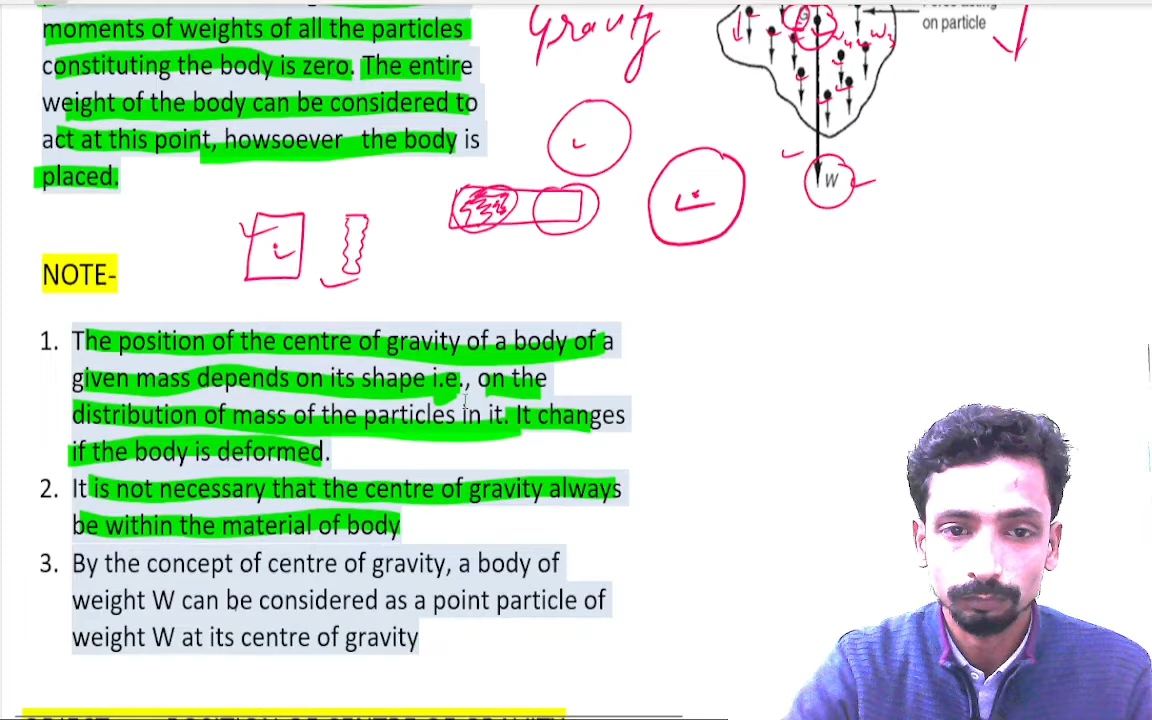 moments of weights of all the particles
constituting the body is zero. The entire
weight of the body can be considered to
act at this point, howsoever the body is
placed.
Gravity
on particle
G
W
NOTE-
1. The position of the centre of gravity of a body of a
given mass depends on its shape i.e., on the
distribution of mass of the particles in it. It changes
if the body is deformed.
2. It is not necessary that the centre of gravity always
be within the material of body
3. By the concept of centre of gravity, a body of
weight W can be considered as a point particle of
weight W at its centre of gravity